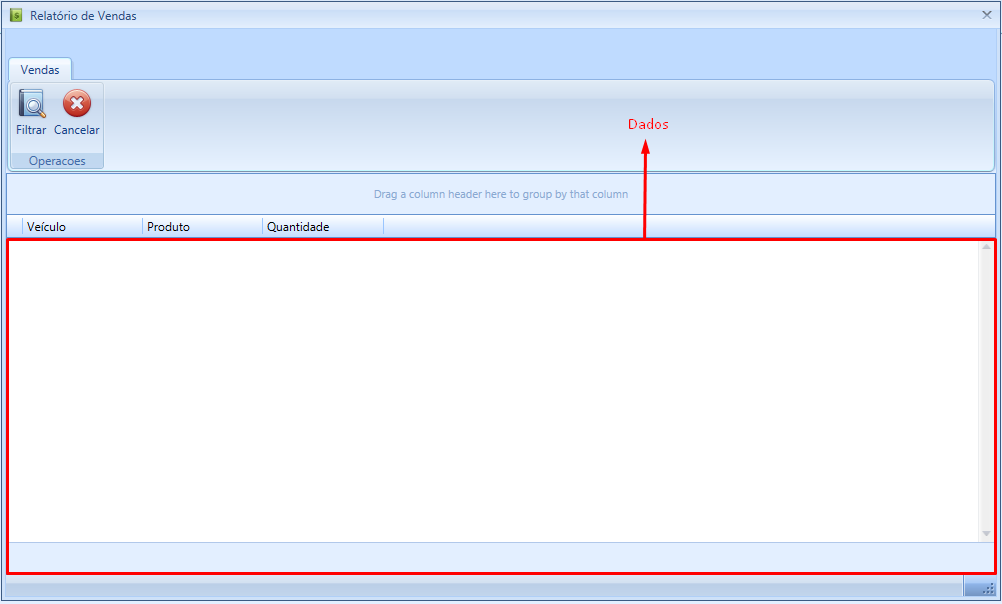 Relatório de Vendas
Vendas
Filtrar Cancelar
Operacoes
Dados
Drag a column header here to group by that column
Veículo Produto Quantidade